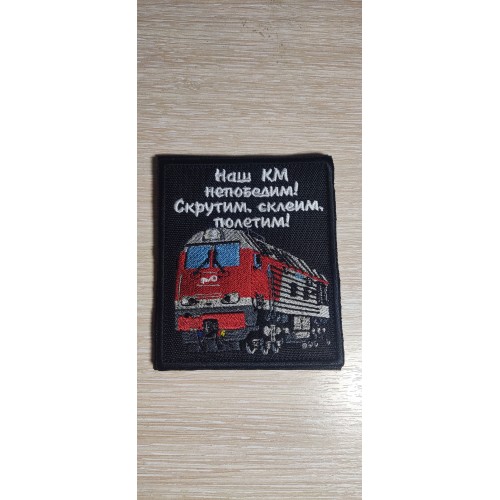 Наш КМ
непобедим!
Скрутим, склеим,
полетим!